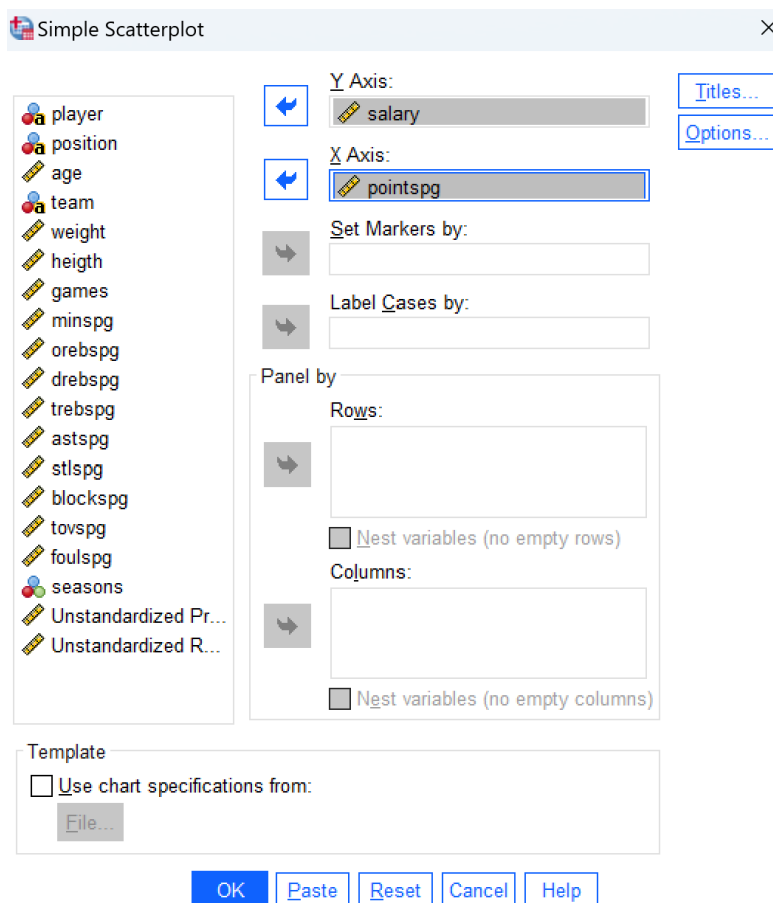 Simple Scatterplot
player
position
age
team
weight
heigth
games
minspg
orebspg
drebspg
trebspg
astspg
stlspg
blockspg
tovspg
foulspg
seasons
Unstandardized Pr...
Unstandardized R...
Y Axis:
salary
X Axis:
pointspg
Set Markers by:
Label Cases by:
Panel by
Rows:
Nest variables (no empty rows)
Columns:
Nest variables (no empty columns)
Titles...
Options...
Template
Use chart specifications from:
File...
OK Paste Reset Cancel Help